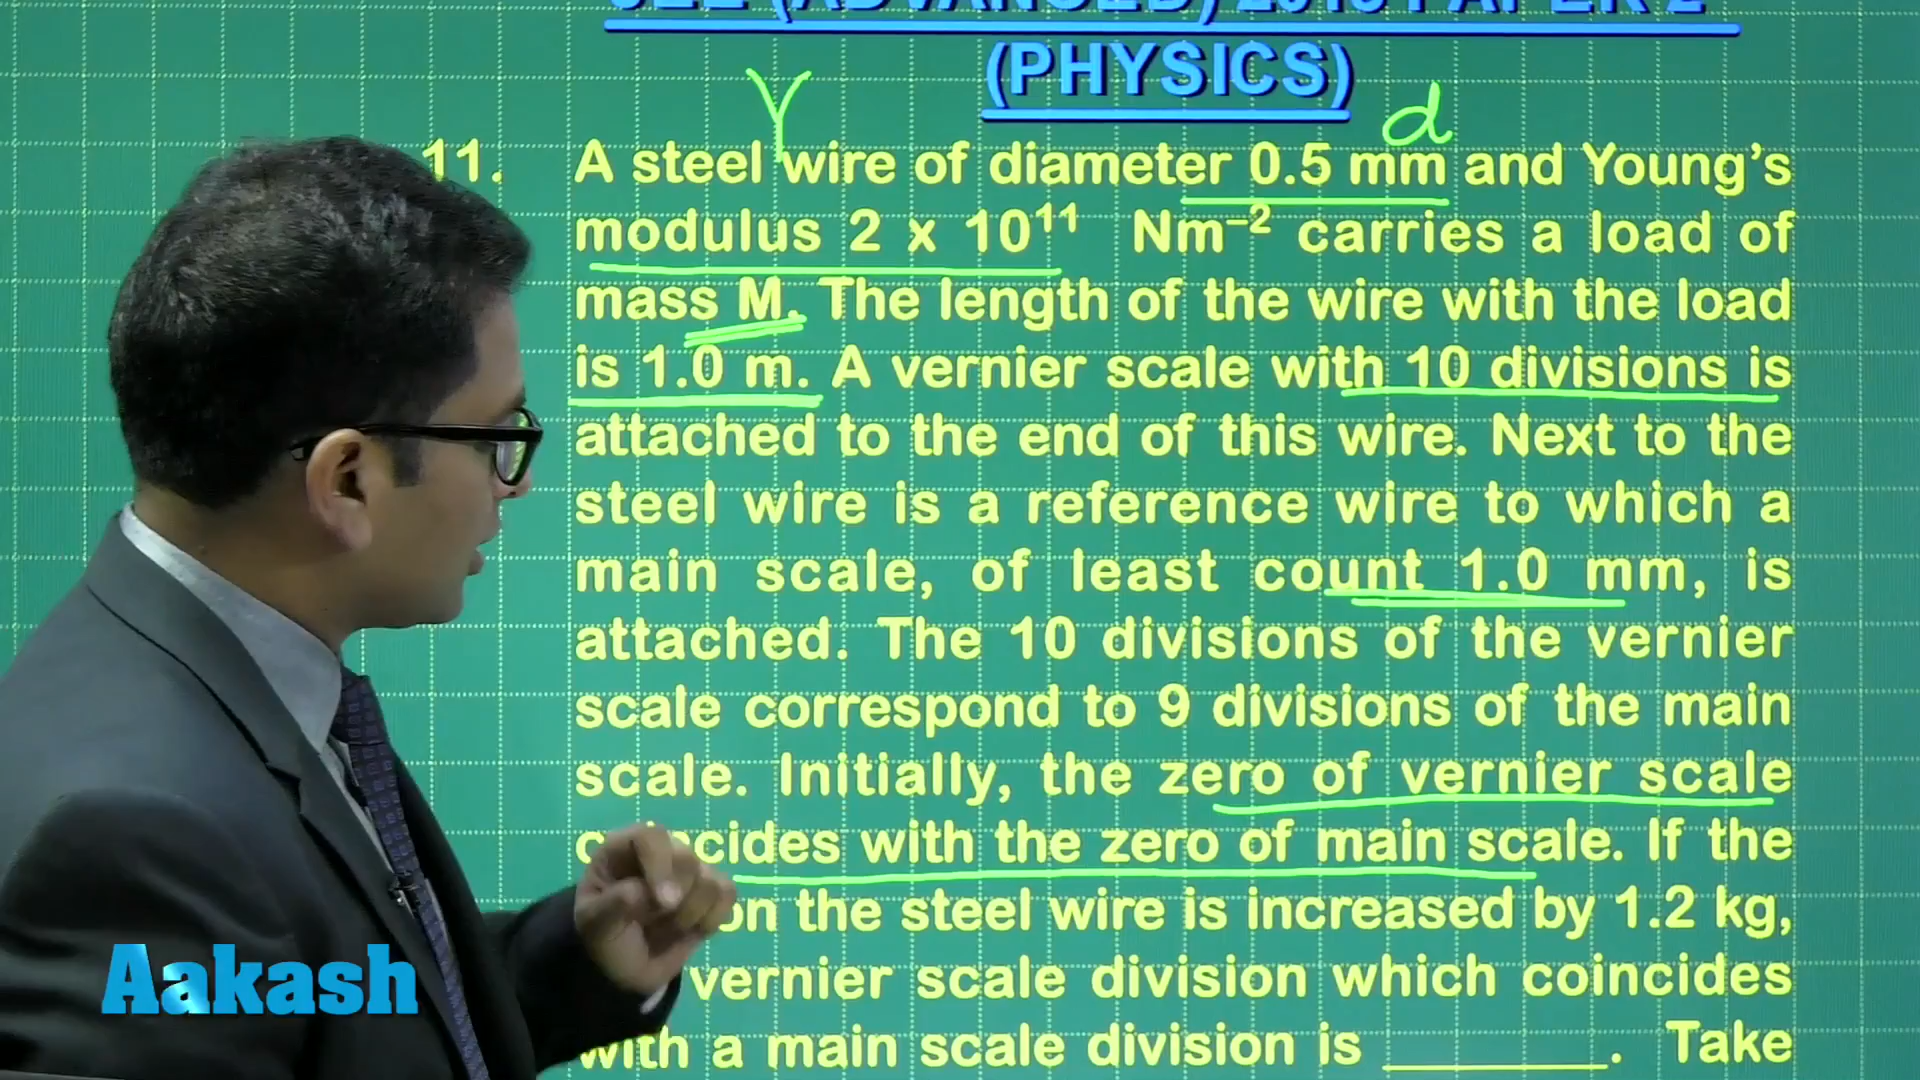 (PHYSICS)
Y
d
11. A steel wire of diameter 0.5 mm and Young’s
modulus 2 x 10¹¹ Nm⁻² carries a load of
mass M. The length of the wire with the load
is 1.0 m. A vernier scale with 10 divisions is
attached to the end of this wire. Next to the
steel wire is a reference wire to which a
main scale, of least count 1.0 mm, is
attached. The 10 divisions of the vernier
scale correspond to 9 divisions of the main
scale. Initially, the zero of vernier scale
with the zero of main scale. If the
on the steel wire is increased by 1.2 kg,
vernier scale division which coincides
with a main scale division is ________. Take
Aakash